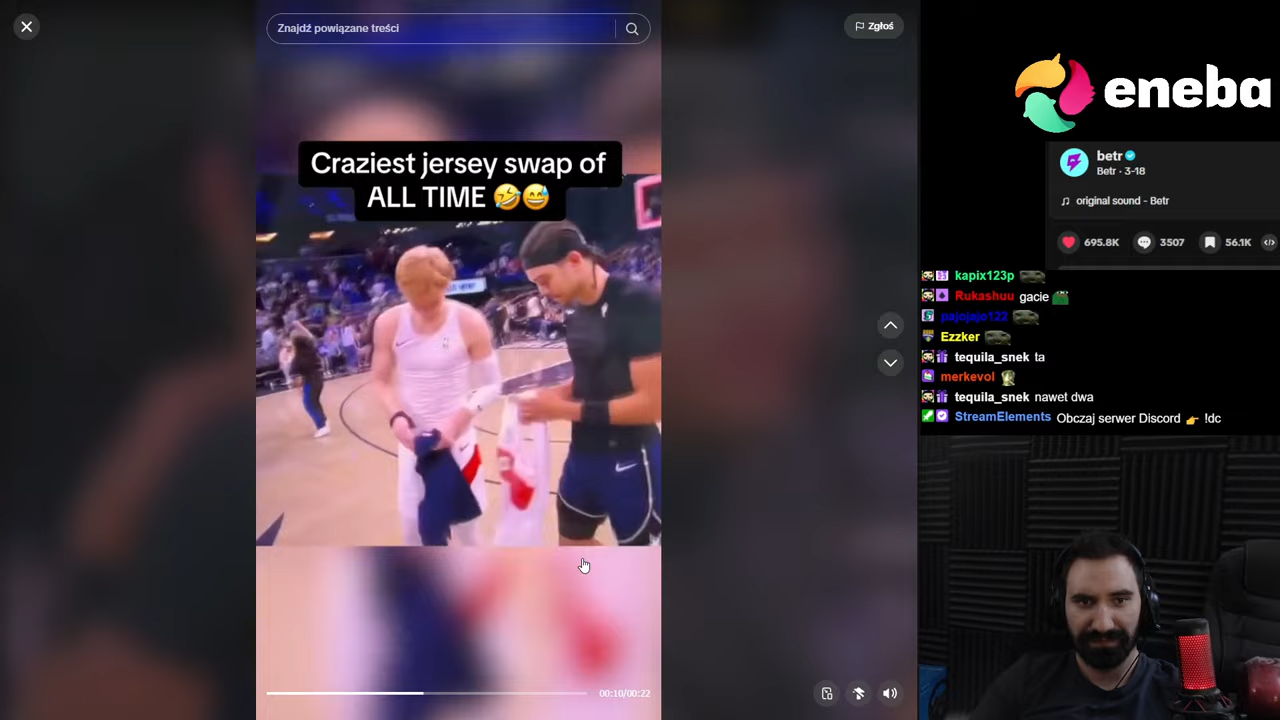 Znajdź powiązane treści
Zgłoś
Craziest jersey swap of
ALL TIME 🤣😅
00:10/00:22
eneba
betr
Betr · 3-18
♫ original sound - Betr
695.8K 3507 56.1K
kapix123p
Rukashuu gacie
pajojajo122
Ezzker
tequila_snek ta
merkevol
tequila_snek nawet dwa
StreamElements Obczaj serwer Discord 👉 !dc